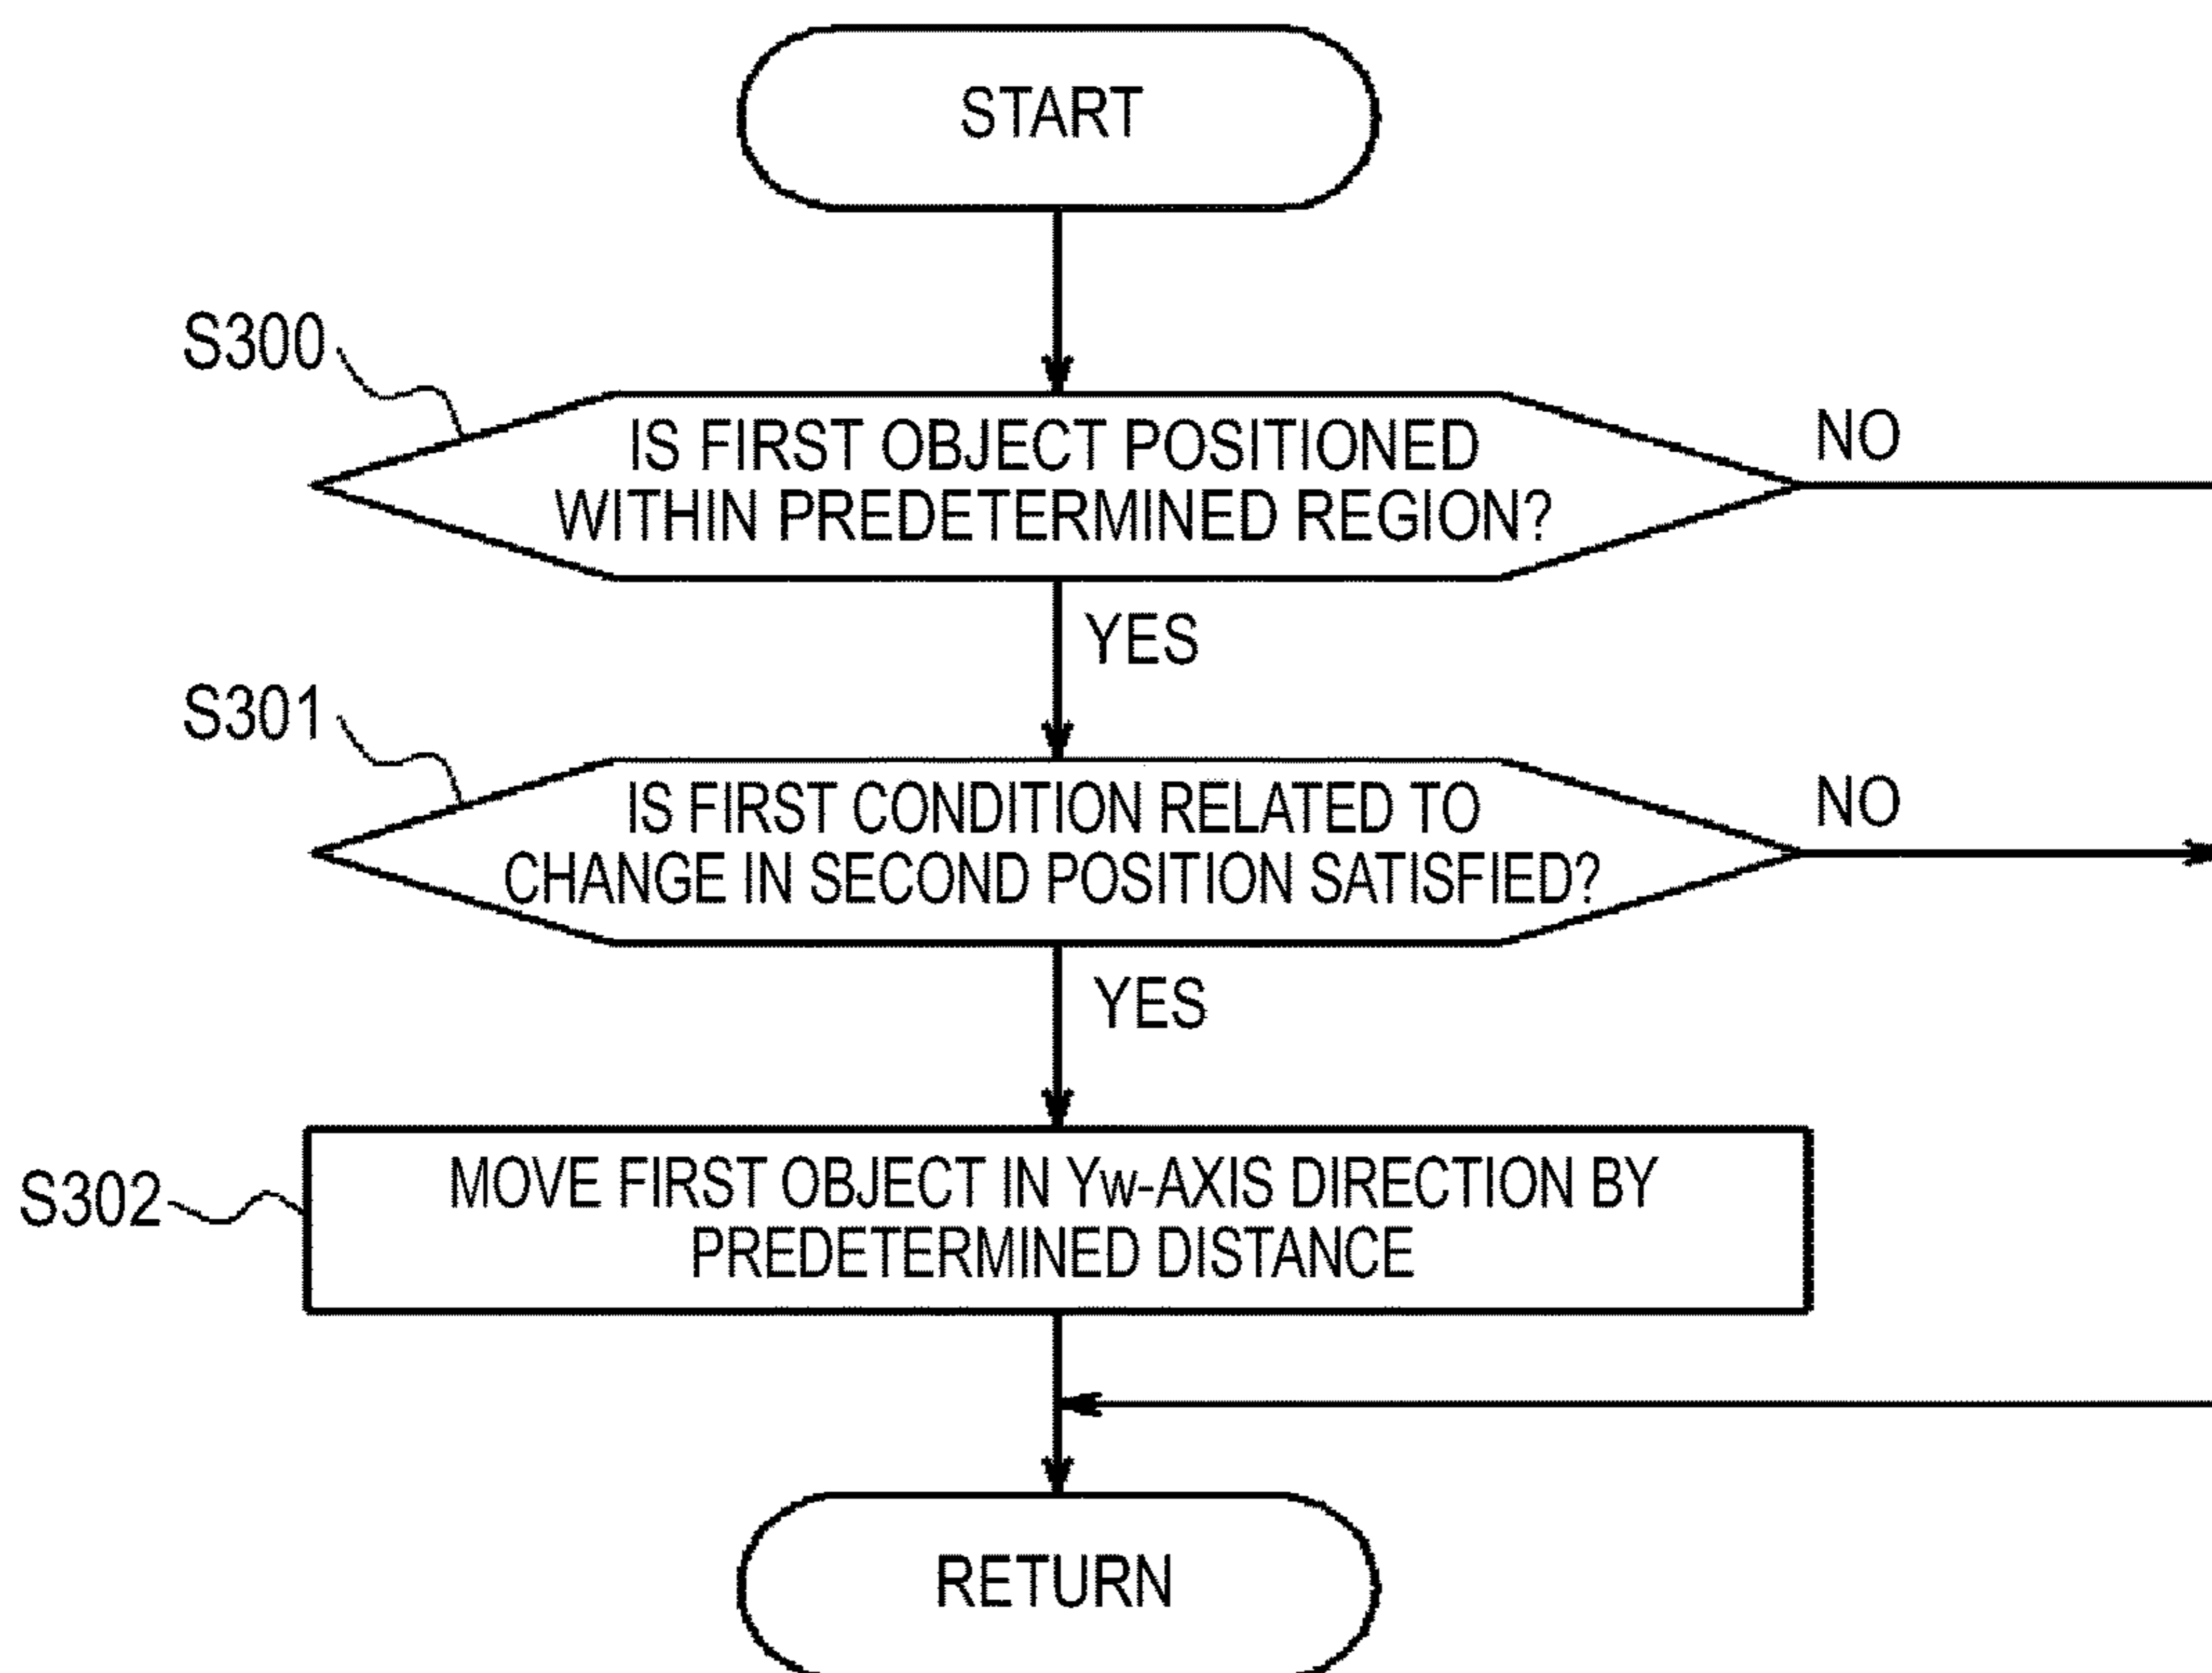 START
S300
IS FIRST OBJECT POSITIONED
WITHIN PREDETERMINED REGION?
NO
YES
S301
IS FIRST CONDITION RELATED TO
CHANGE IN SECOND POSITION SATISFIED?
NO
YES
S302
MOVE FIRST OBJECT IN Yw-AXIS DIRECTION BY
PREDETERMINED DISTANCE
RETURN